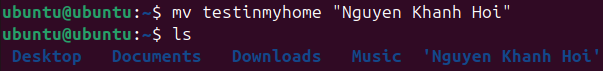 ubuntu@ubuntu:~$ mv testinmyhome "Nguyen Khanh Hoi"
ubuntu@ubuntu:~$ ls
Desktop   Documents   Downloads   Music  'Nguyen Khanh Hoi'